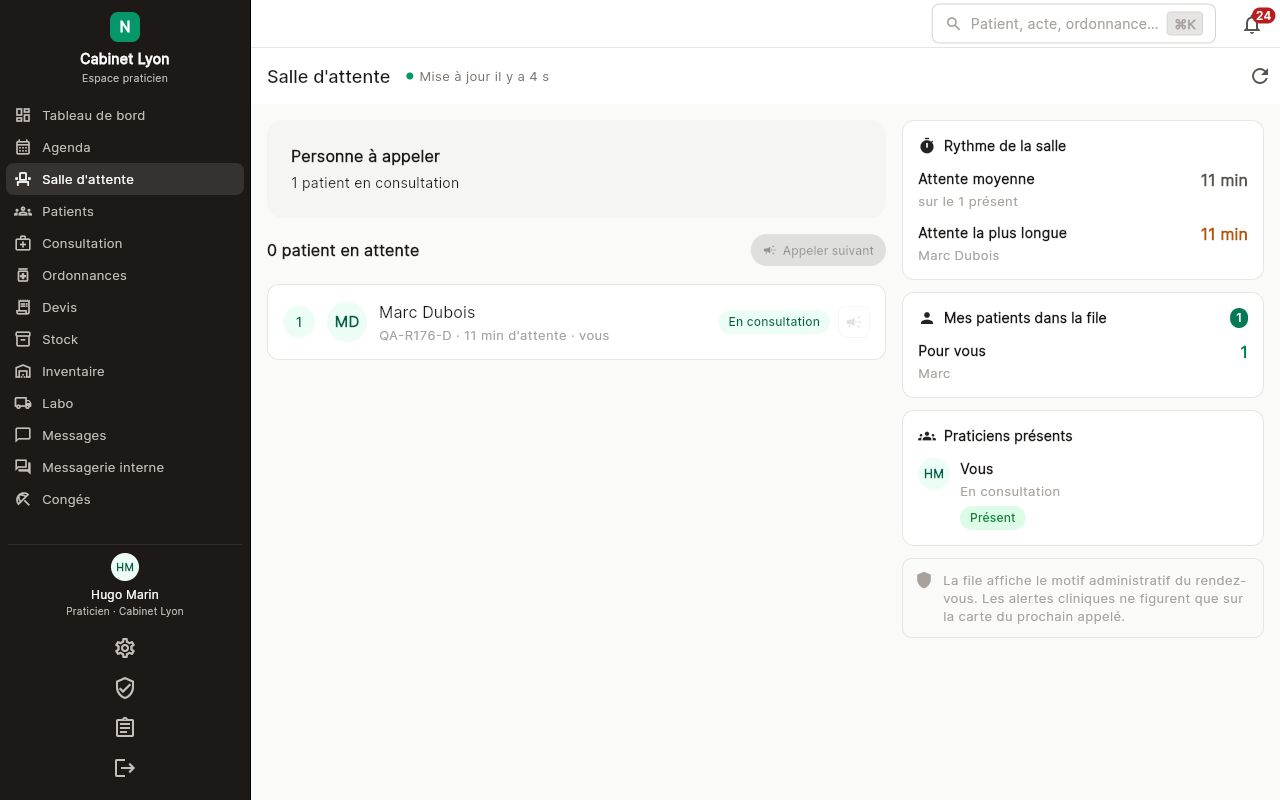 N
Cabinet Lyon
Espace praticien
Tableau de bord
Agenda
Salle d'attente
Patients
Consultation
Ordonnances
Devis
Stock
Inventaire
Labo
Messages
Messagerie interne
Congés
HM
Hugo Marin
Praticien · Cabinet Lyon
Patient, acte, ordonnance… ⌘K
24
Salle d'attente
Mise à jour il y a 4 s
Personne à appeler
1 patient en consultation
0 patient en attente
Appeler suivant
1
MD
Marc Dubois
QA-R176-D · 11 min d'attente · vous
En consultation
Rythme de la salle
Attente moyenne
11 min
sur le 1 présent
Attente la plus longue
11 min
Marc Dubois
Mes patients dans la file
1
Pour vous
1
Marc
Praticiens présents
HM
Vous
En consultation
Présent
La file affiche le motif administratif du rendez-
vous. Les alertes cliniques ne figurent que sur
la carte du prochain appelé.